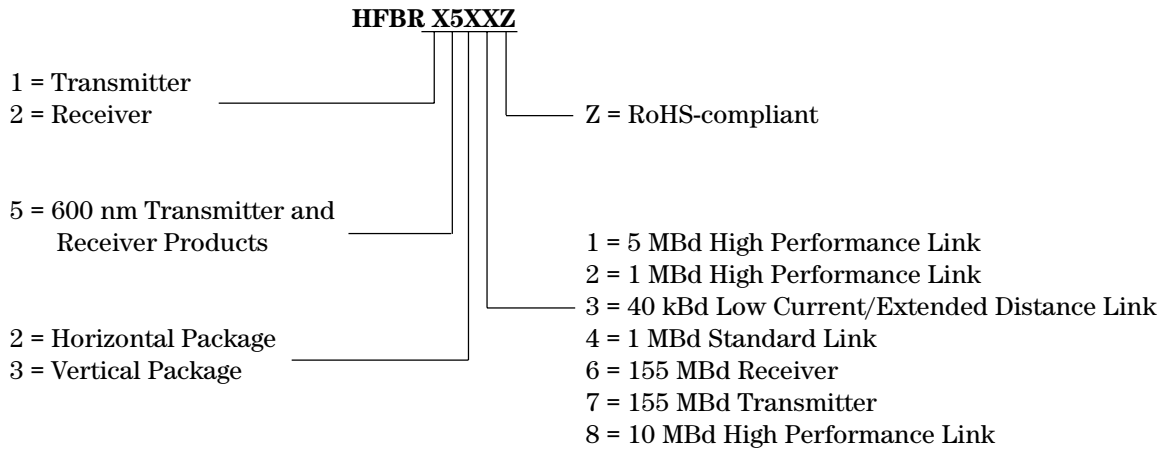 HFBR X5XXZ
1 = Transmitter
2 = Receiver
Z = RoHS-compliant
5 = 600 nm Transmitter and
Receiver Products
1 = 5 MBd High Performance Link
2 = 1 MBd High Performance Link
3 = 40 kBd Low Current/Extended Distance Link
4 = 1 MBd Standard Link
6 = 155 MBd Receiver
7 = 155 MBd Transmitter
8 = 10 MBd High Performance Link
2 = Horizontal Package
3 = Vertical Package